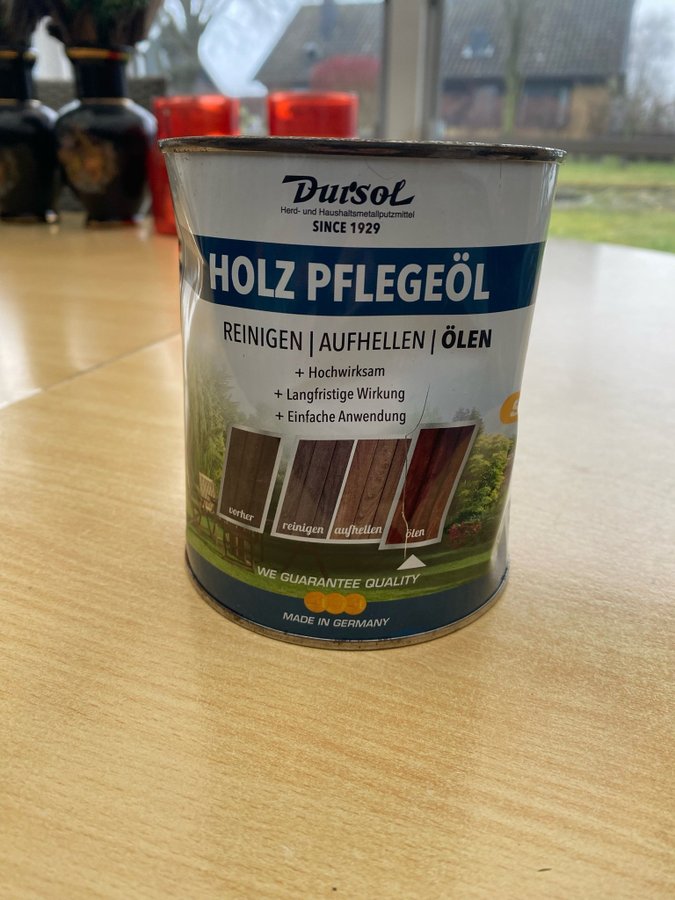 Dursol
Herd- und Haushaltsmetallputzmittel
SINCE 1929
HOLZ PFLEGEÖL
REINIGEN | AUFHELLEN | ÖLEN
+ Hochwirksam
+ Langfristige Wirkung
+ Einfache Anwendung
vorher
reinigen
aufhellen
ölen
WE GUARANTEE QUALITY
MADE IN GERMANY